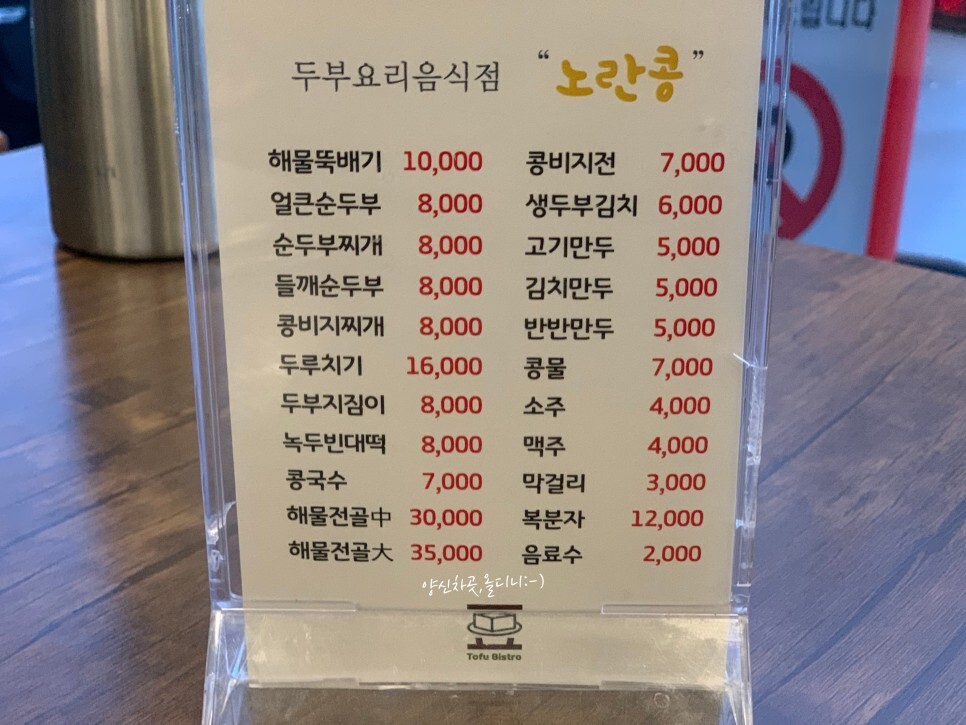 두부요리음식점 “노란콩”
해물뚝배기 10,000
얼큰순두부 8,000
순두부찌개 8,000
들깨순두부 8,000
콩비지찌개 8,000
두루치기 16,000
두부지짐이 8,000
녹두빈대떡 8,000
콩국수 7,000
해물전골中 30,000
해물전골大 35,000
콩비지전 7,000
생두부김치 6,000
고기만두 5,000
김치만두 5,000
반반만두 5,000
콩물 7,000
소주 4,000
맥주 4,000
막걸리 3,000
복분자 12,000
음료수 2,000
양신차곳,올디니:-)
Tofu Bistro